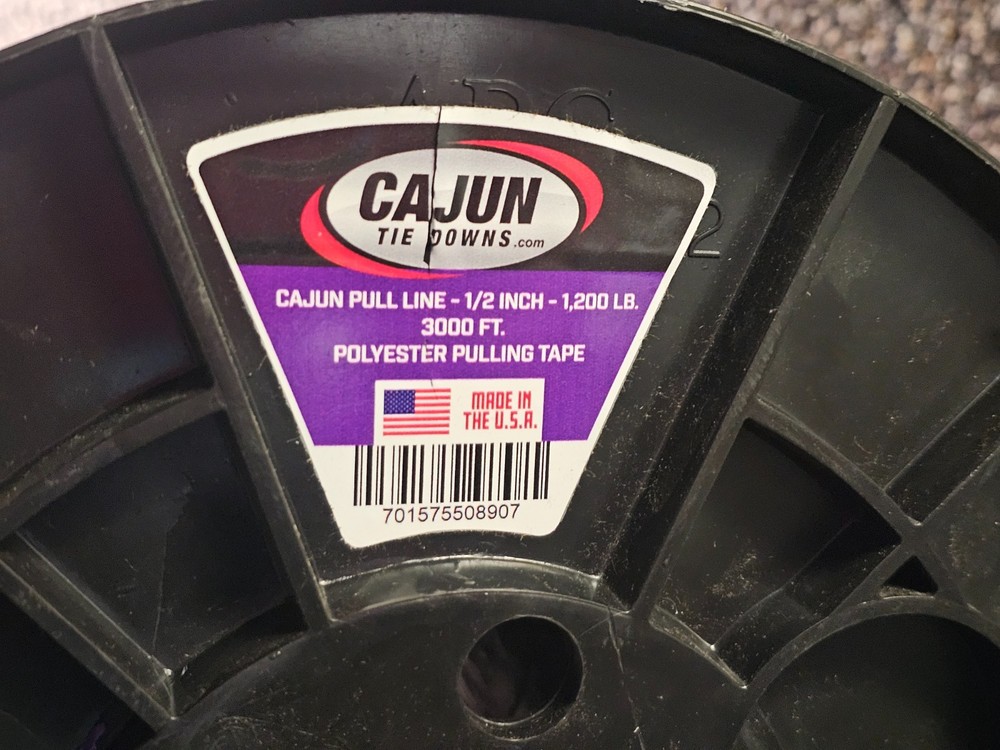 CAJUN
TIE DOWNS.com
2
CAJUN PULL LINE - 1/2 INCH - 1,200 LB.
3000 FT.
POLYESTER PULLING TAPE
MADE IN
THE U.S.A.
701575508907